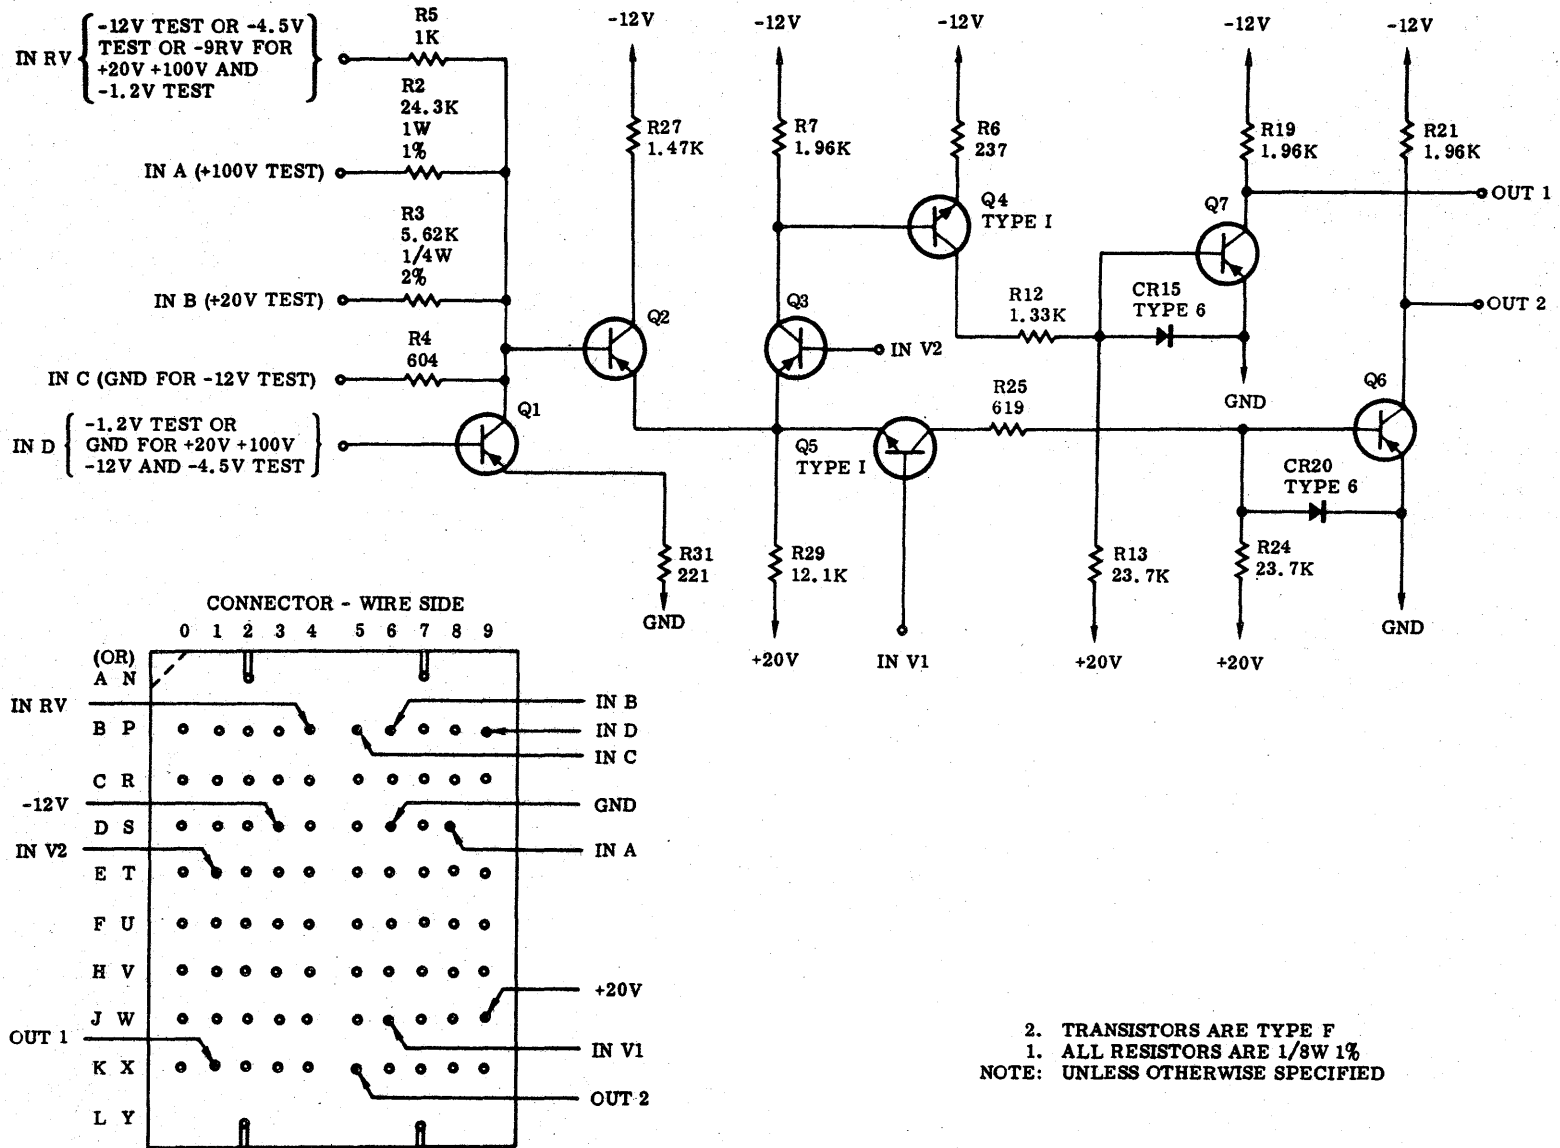 IN RV
-12V TEST OR -4.5V
TEST OR -9RV FOR
+20V +100V AND
-1.2V TEST
R5
1K
R2
24.3K
1W
1%
IN A (+100V TEST)
R3
5.62K
1/4W
2%
IN B (+20V TEST)
R4
604
IN C (GND FOR -12V TEST)
Q1
IN D
-1.2V TEST OR
GND FOR +20V +100V
-12V AND -4.5V TEST
-12V
R27
1.47K
Q2
R31
221
GND
-12V
R7
1.96K
Q3
IN V2
R29
12.1K
+20V
-12V
R6
237
Q4
TYPE I
Q5
TYPE I
IN V1
R12
1.33K
R25
619
R13
23.7K
+20V
-12V
R19
1.96K
Q7
OUT 1
CR15
TYPE 6
GND
-12V
R21
1.96K
OUT 2
Q6
CR20
TYPE 6
R24
23.7K
+20V
GND
CONNECTOR - WIRE SIDE
0 1 2 3 4 5 6 7 8 9
(OR)
A N
IN RV
IN B
B P
IN D
IN C
C R
-12V
GND
D S
IN V2
IN A
E T
F U
H V
+20V
J W
OUT 1
IN V1
K X
OUT 2
L Y
2. TRANSISTORS ARE TYPE F
1. ALL RESISTORS ARE 1/8W 1%
NOTE: UNLESS OTHERWISE SPECIFIED